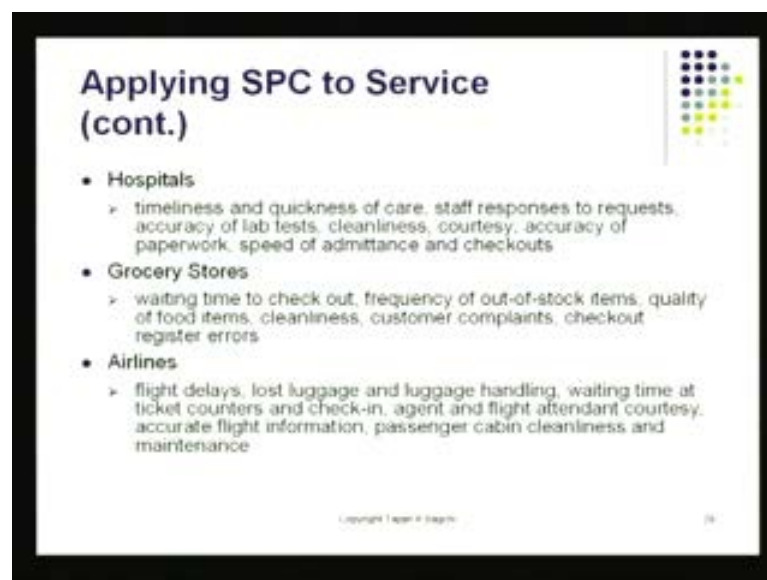 Applying SPC to Service
(cont.)
Hospitals
timeliness and quickness of care, staff responses to requests,
accuracy of lab tests, cleanliness, courtesy, accuracy of
paperwork, speed of admittance and checkouts
Grocery Stores
waiting time to check out, frequency of out-of-stock items, quality
of food items, cleanliness, customer complaints, checkout
register errors
Airlines
flight delays, lost luggage and luggage handling, waiting time at
ticket counters and check-in, agent and flight attendant courtesy,
accurate flight information, passenger cabin cleanliness and
maintenance
Copyright